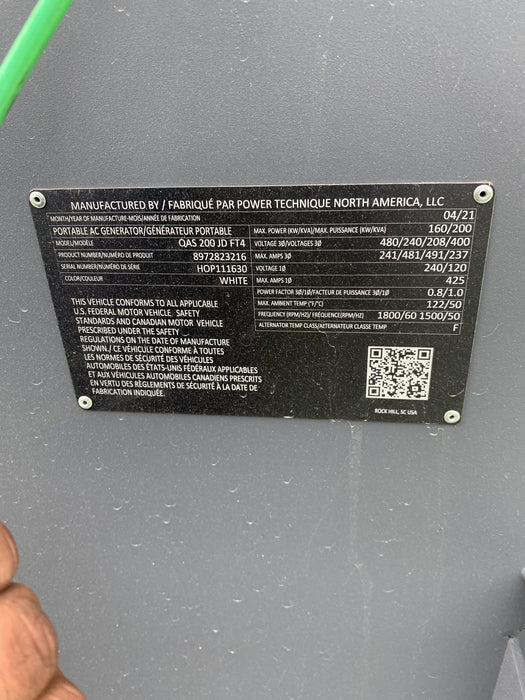 MANUFACTURED BY / FABRIQUÉ PAR POWER TECHNIQUE NORTH AMERICA, LLC
MONTH/YEAR OF MANUFACTURE-MOIS/ANNÉE DE FABRICATION 04/21
PORTABLE AC GENERATOR/GÉNÉRATEUR PORTABLE
MODEL/MODÈLE QAS 200 JD FT4
PRODUCT NUMBER/NUMÉRO DE PRODUIT 8972823216
SERIAL NUMBER/NUMÉRO DE SÉRIE HOP111630
COLOR/COULEUR WHITE
THIS VEHICLE CONFORMS TO ALL APPLICABLE
U.S. FEDERAL MOTOR VEHICLE SAFETY
STANDARDS AND CANADIAN MOTOR VEHICLE
PRESCRIBED UNDER THE SAFETY
REGULATIONS ON THE DATE OF MANUFACTURE
SHOWN./ CE VÉHICULE CONFORME À TOUTES
LES NORMES DE SÉCURITÉ DES VÉHICULES
AUTOMOBILES DES ÉTATS-UNIS FÉDÉRAUX APPLICABLES
ET AUX VÉHICULES AUTOMOBILES CANADIENS PRESCRITS
EN VERTU DES RÈGLEMENTS DE SÉCURITÉ À LA DATE DE
FABRICATION INDIQUÉE.
MAX. POWER (KW/KVA)/MAX. PUISSANCE (KW/KVA) 160/200
VOLTAGE 3Ø/VOLTAGES 3Ø 480/240/208/400
MAX. AMPS 3Ø 241/481/491/237
VOLTAGE 1Ø 240/120
MAX. AMPS 1Ø 425
POWER FACTOR 3Ø/1Ø/FACTEUR DE PUISSANCE 3Ø/1Ø 0.8/1.0
MAX. AMBIENT TEMP (°F/°C) 122/50
FREQUENCY (RPM/HZ)/ FRÉQUENCE(RPM/HZ) 1800/60 1500/50
ALTERNATOR TEMP CLASS/ALTERNATEUR CLASSE TEMP F
ROCK HILL, SC USA